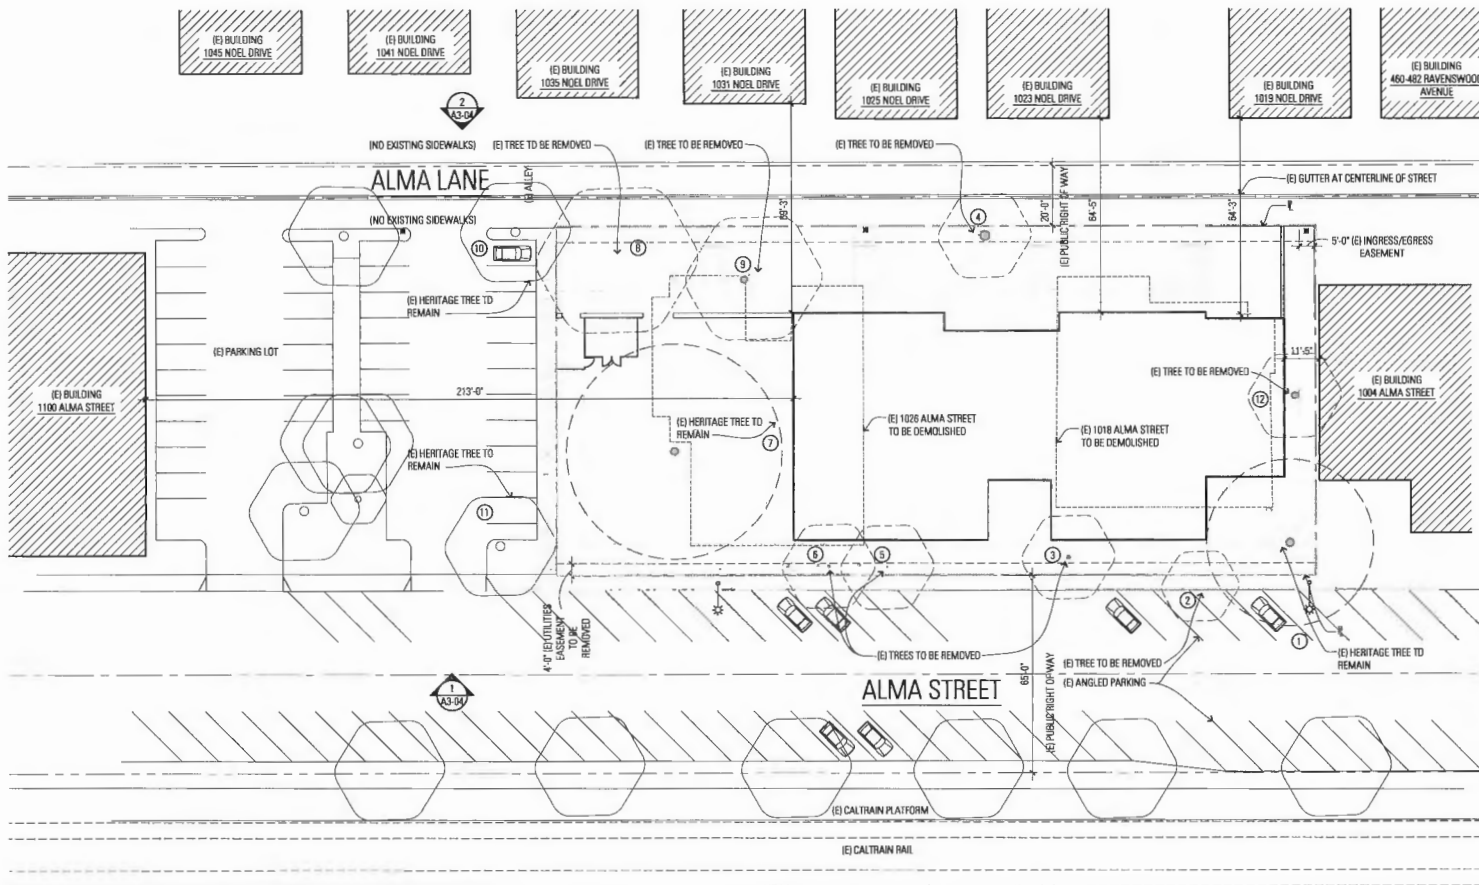 (E) BUILDING
1045 NOEL DRIVE
(E) BUILDING
1041 NOEL DRIVE
(E) BUILDING
1035 NOEL DRIVE
(E) BUILDING
1031 NOEL DRIVE
(E) BUILDING
1025 NOEL DRIVE
(E) BUILDING
1023 NOEL DRIVE
(E) BUILDING
1019 NOEL DRIVE
(E) BUILDING
460-482 RAVENSWOOD
AVENUE
2
A3-04
(NO EXISTING SIDEWALKS)
(E) TREE TO BE REMOVED
(E) TREE TO BE REMOVED
(E) TREE TO BE REMOVED
ALMA LANE
(E) ALLEY
(NO EXISTING SIDEWALKS)
20'-0"
(E) PUBLIC RIGHT OF WAY
64'-5"
64'-3"
(E) GUTTER AT CENTERLINE OF STREET
5'-0" (E) INGRESS/EGRESS
EASEMENT
10
8
9
4
(E) HERITAGE TREE TO
REMAIN
(E) PARKING LOT
(E) BUILDING
1100 ALMA STREET
213'-0"
(E) HERITAGE TREE TO
REMAIN
7
(E) 1026 ALMA STREET
TO BE DEMOLISHED
(E) 1018 ALMA STREET
TO BE DEMOLISHED
(E) TREE TO BE REMOVED
12
11'-5"
(E) BUILDING
1004 ALMA STREET
(E) HERITAGE TREE TO
REMAIN
11
6
5
3
2
1
4'-0" (E) UTILITIES
EASEMENT
TO BE
REMOVED
(E) TREES TO BE REMOVED
(E) TREE TO BE REMOVED
(E) ANGLED PARKING
(E) HERITAGE TREE TO
REMAIN
1
A3-04
ALMA STREET
65'-0"
(E) PUBLIC RIGHT OF WAY
(E) CALTRAIN PLATFORM
(E) CALTRAIN RAIL